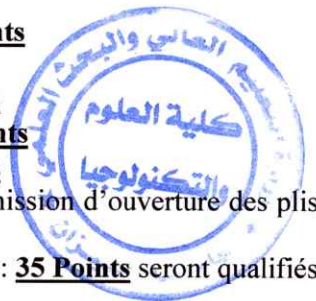 nts
nts
mission d'ouverture des plis
: 35 Points seront qualifiés
العالي والبحث العلمي
كلية العلوم
والتكنولوجيا